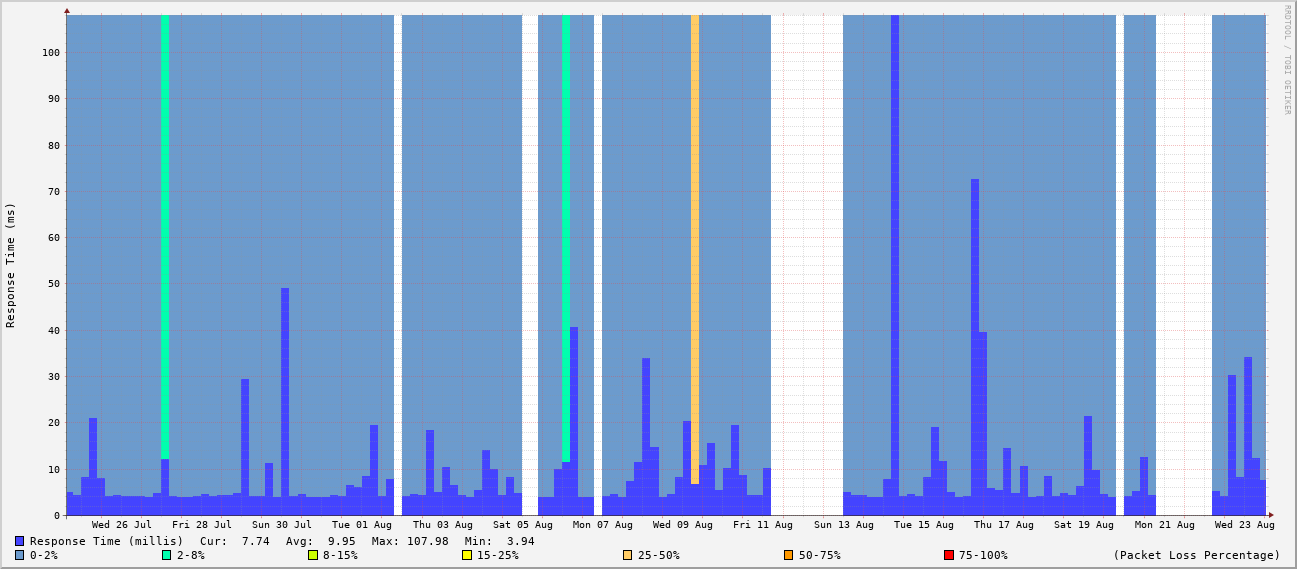 RRDTOOL / TOBI OETIKER
Response Time (ms)
100
90
80
70
60
50
40
30
20
10
0
Wed 26 Jul Fri 28 Jul Sun 30 Jul Tue 01 Aug Thu 03 Aug Sat 05 Aug Mon 07 Aug Wed 09 Aug Fri 11 Aug Sun 13 Aug Tue 15 Aug Thu 17 Aug Sat 19 Aug Mon 21 Aug Wed 23 Aug
Response Time (millis) Cur: 7.74 Avg: 9.95 Max: 107.98 Min: 3.94
0-2% 2-8% 8-15% 15-25% 25-50% 50-75% 75-100% (Packet Loss Percentage)